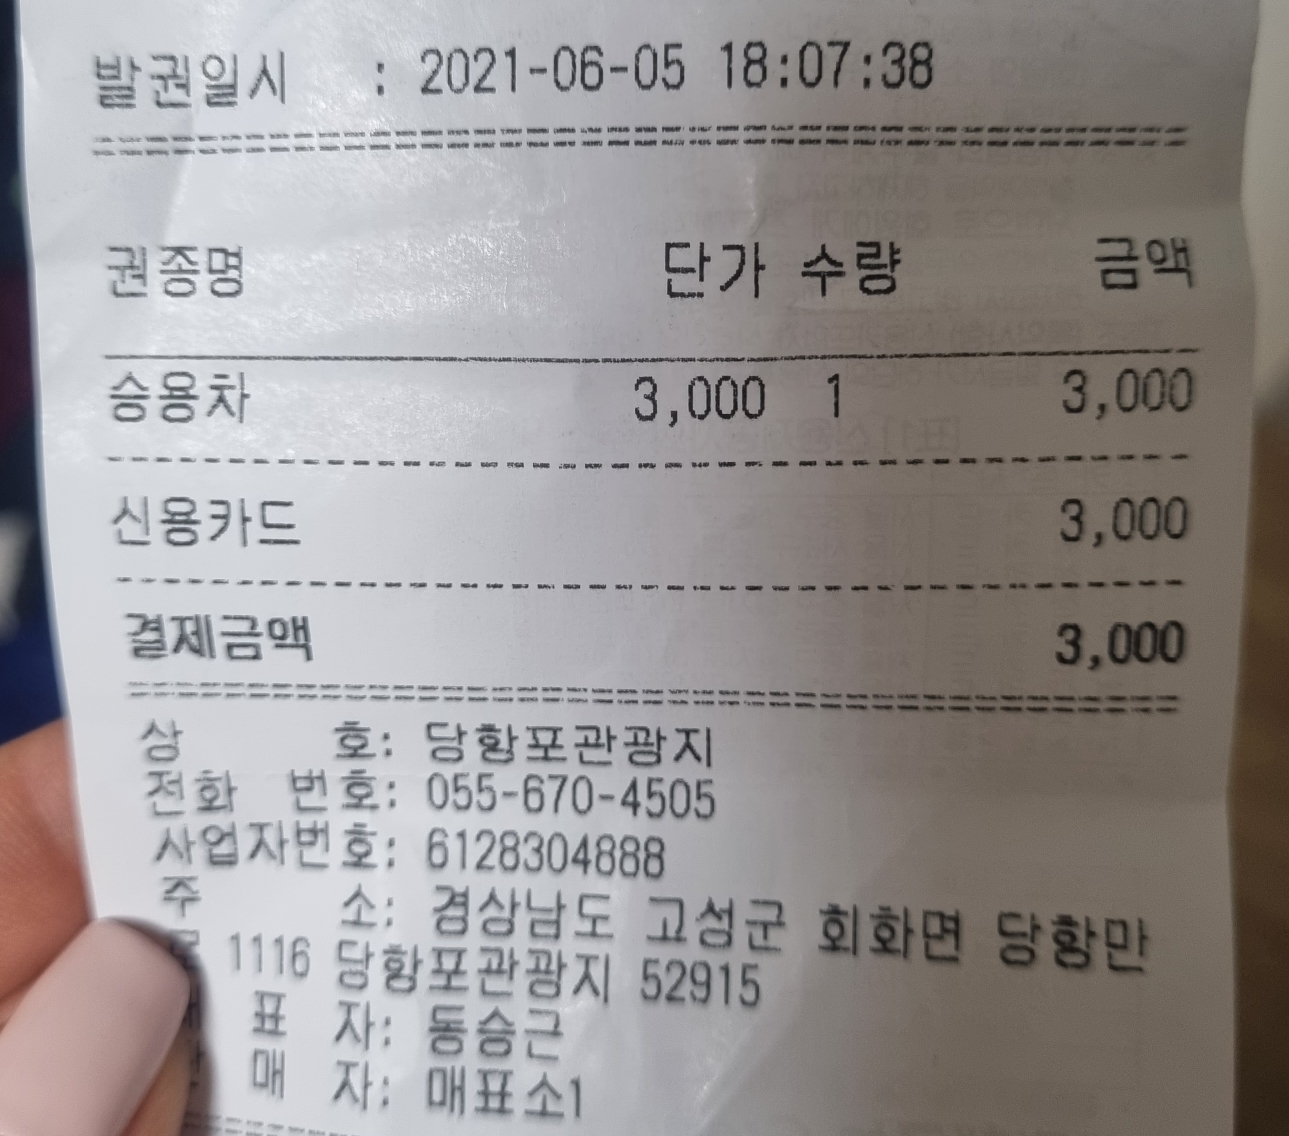 발권일시 : 2021-06-05 18:07:38
권종명 단가 수량 금액
승용차 3,000 1 3,000
신용카드 3,000
결제금액 3,000
상 호: 당황포관광지
전화 번호: 055-670-4505
사업자번호: 6128304888
주 소: 경상남도 고성군 회화면 당황만
로 1116 당황포관광지 52915
표 자: 동승근
매 자: 매표소1